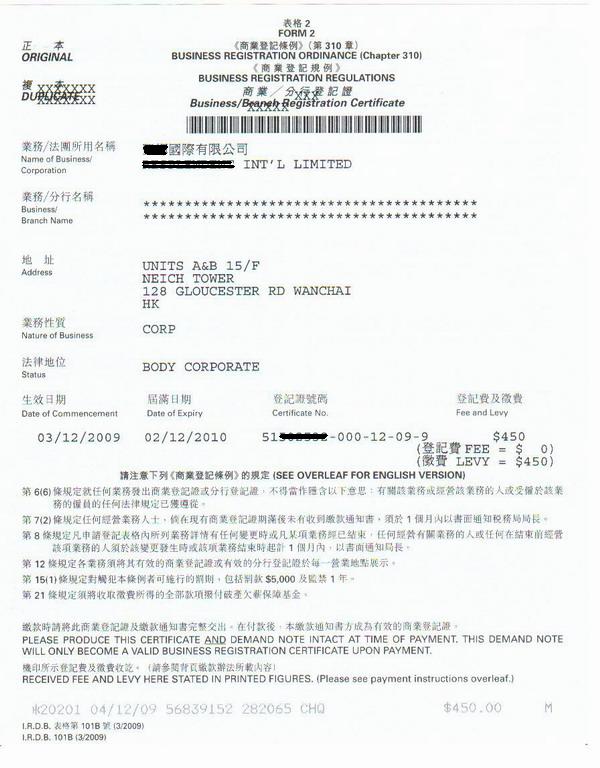 表格 2
FORM 2
正 本 《商業登記條例》(第 310 章)
ORIGINAL BUSINESS REGISTRATION ORDINANCE (Chapter 310)
《商業登記規例》
複 本 BUSINESS REGISTRATION REGULATIONS
DUPLICATE 商業/分行登記證
Business/Branch Registration Certificate
業務/法團所用名稱 國際有限公司
Name of Business/
Corporation INT'L LIMITED
業務/分行名稱 ****************************************
Business/
Branch Name ****************************************
地 址
Address
UNITS A&B 15/F
NEICH TOWER
128 GLOUCESTER RD WANCHAI
HK
業務性質
Nature of Business CORP
法律地位
Status BODY CORPORATE
生效日期 屆滿日期 登記證號碼 登記費及徵費
Date of Commencement Date of Expiry Certificate No. Fee and Levy
03/12/2009 02/12/2010 51 -000-12-09-9 $450
(登記費 FEE = $ 0)
(徵費 LEVY = $450)
請注意下列《商業登記條例》的規定 (SEE OVERLEAF FOR ENGLISH VERSION)
第 6(6) 條規定就任何業務發出商業登記證或分行登記證,不得當作隱含以下意思:有關該業務或經營該業務的人或受僱於該業
務的僱員的任何法律規定已獲遵從。
第 7(2) 條規定任何經營業務人士,倘在現有商業登記證期滿後未有收到繳款通知書,須於 1 個月內以書面通知稅務局局長。
第 8 條規定凡申請登記表格內所列業務詳情有任何變更時或凡某項業務經已結束,任何經營有關業務的人或任何在結束前經營
該項業務的人須於該變更發生時或該項業務結束時起計 1 個月內,以書面通知局長。
第 12 條規定各業務須將其有效的商業登記證或有效的分行登記證於每一營業地點展示。
第 15(1) 條對觸犯本條例者可施行的罰則,包括罰款 $5,000 及監禁 1 年。
第 21 條規定須將收取徵費所得的全部款項撥付破產欠薪保障基金。
繳款時請將此商業登記證及繳款通知書完整交出。在付款後,本繳款通知書方成為有效的商業登記證。
PLEASE PRODUCE THIS CERTIFICATE AND DEMAND NOTE INTACT AT TIME OF PAYMENT. THIS DEMAND NOTE
WILL ONLY BECOME A VALID BUSINESS REGISTRATION CERTIFICATE UPON PAYMENT.
機印所示登記費及徵費收訖。(請參閱背頁繳款辦法所載內容)
RECEIVED FEE AND LEVY HERE STATED IN PRINTED FIGURES. (Please see payment instructions overleaf.)
20201 04/12/09 56839152 282065 CHQ $450.00 M
I.R.D.B. 表格第 101B 號 (3/2009)
I.R.D.B. 101B (3/2009)